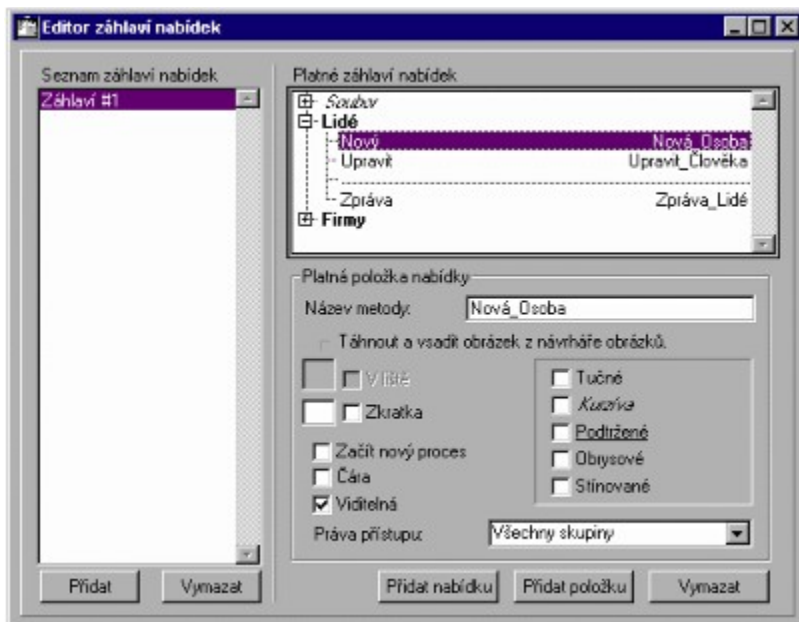 Editor záhlaví nabídek
Seznam záhlaví nabídek
Záhlaví #1
Přidat
Vymazat
Platné záhlaví nabídek
Soubor
Lidé
Nový Nová_Osoba
Upravit Upravit_Člověka
Zpráva Zpráva_Lidé
Firmy
Platná položka nabídky
Název metody: Nová_Osoba
Táhnout a vsadit obrázek z návrháře obrázků.
V liště
Zkratka
Začít nový proces
Čára
Viditelná
Tučné
Kurzíva
Podtržené
Obrysové
Stínované
Práva přístupu: Všechny skupiny
Přidat nabídku
Přidat položku
Vymazat